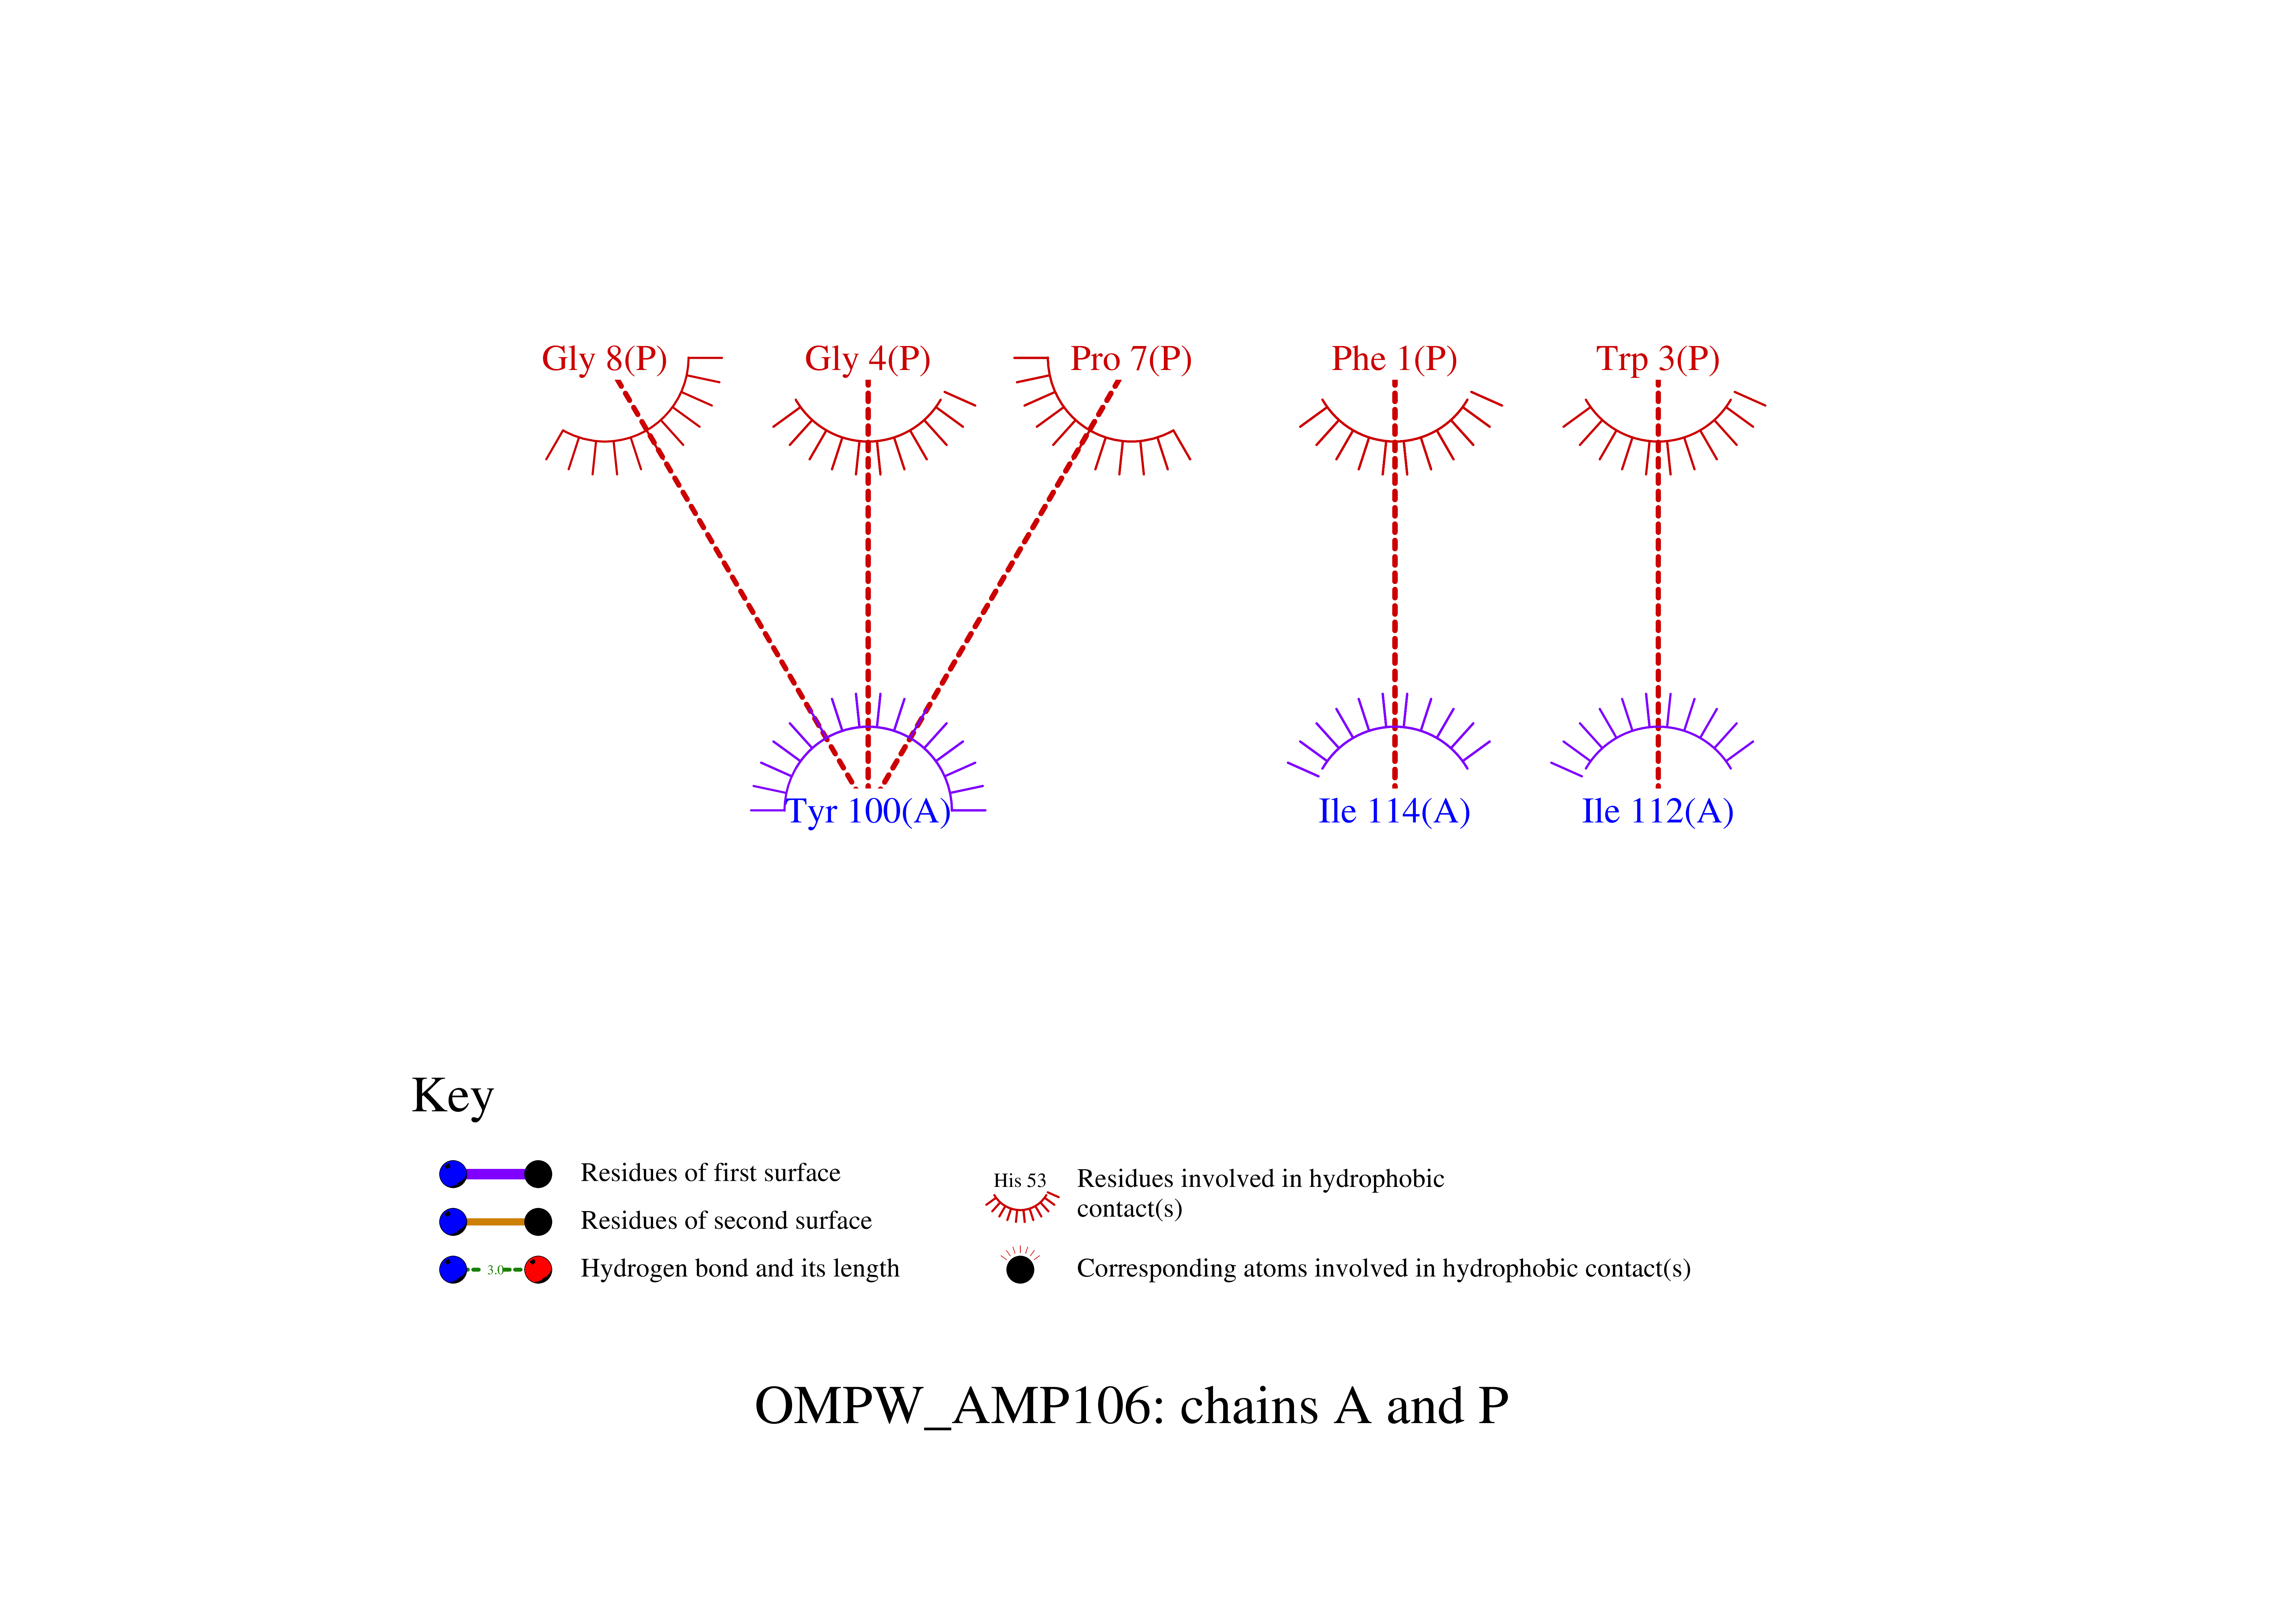 Gly 8(P) Gly 4(P) Pro 7(P) Phe 1(P) Trp 3(P)
Tyr 100(A) Ile 114(A) Ile 112(A)
Key
Residues of first surface
Residues of second surface
3.0 Hydrogen bond and its length
His 53 Residues involved in hydrophobic
contact(s)
Corresponding atoms involved in hydrophobic contact(s)
OMPW_AMP106: chains A and P